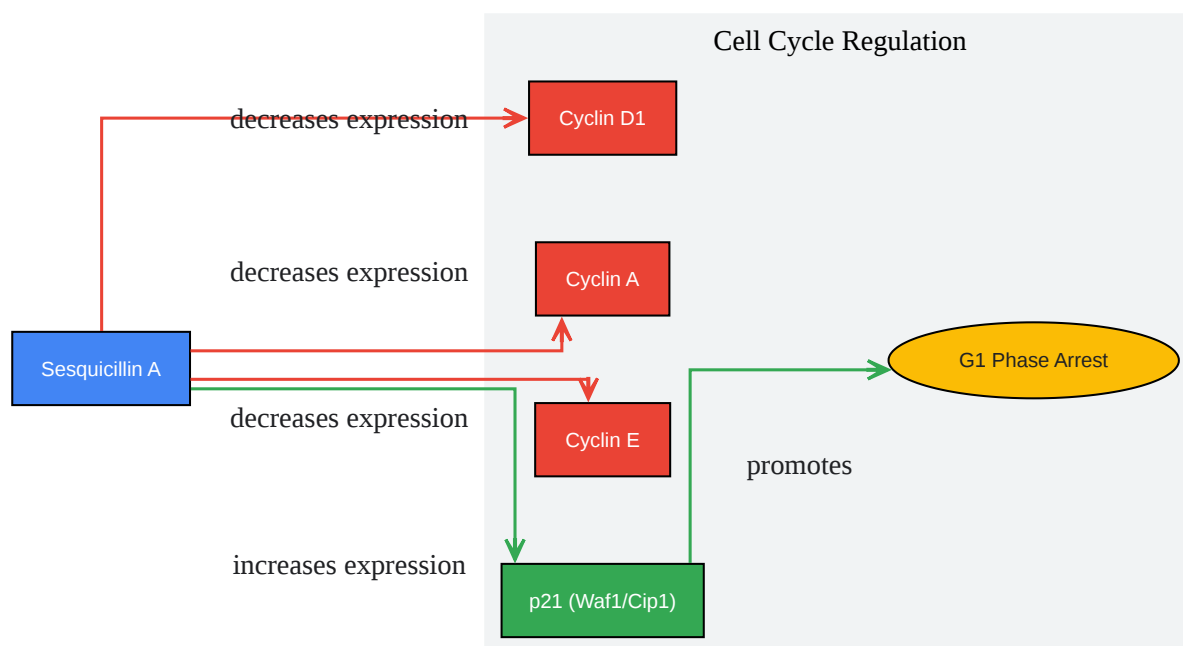 Cell Cycle Regulation
decreases expression
Cyclin D1
decreases expression
Cyclin A
Sesquicillin A
G1 Phase Arrest
decreases expression
Cyclin E
promotes
increases expression
p21 (Waf1/Cip1)